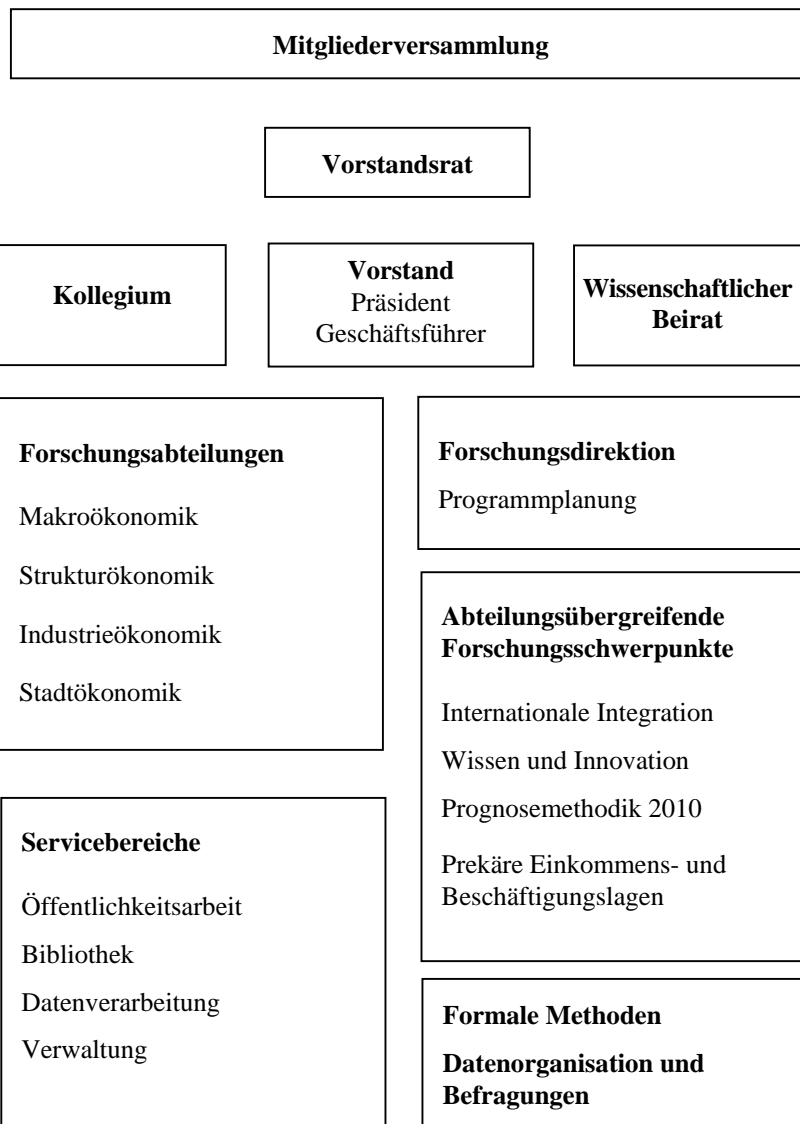 Mitgliederversammlung
Vorstandsrat
Kollegium
Vorstand
Präsident
Geschäftsführer
Wissenschaftlicher
Beirat
Forschungsabteilungen
Makroökonomik
Strukturökonomik
Industrieökonomik
Stadtökonomik
Forschungsdirektion
Programmplanung
Abteilungsübergreifende
Forschungsschwerpunkte
Internationale Integration
Wissen und Innovation
Prognosemethodik 2010
Prekäre Einkommens- und
Beschäftigungslagen
Servicebereiche
Öffentlichkeitsarbeit
Bibliothek
Datenverarbeitung
Verwaltung
Formale Methoden
Datenorganisation und
Befragungen